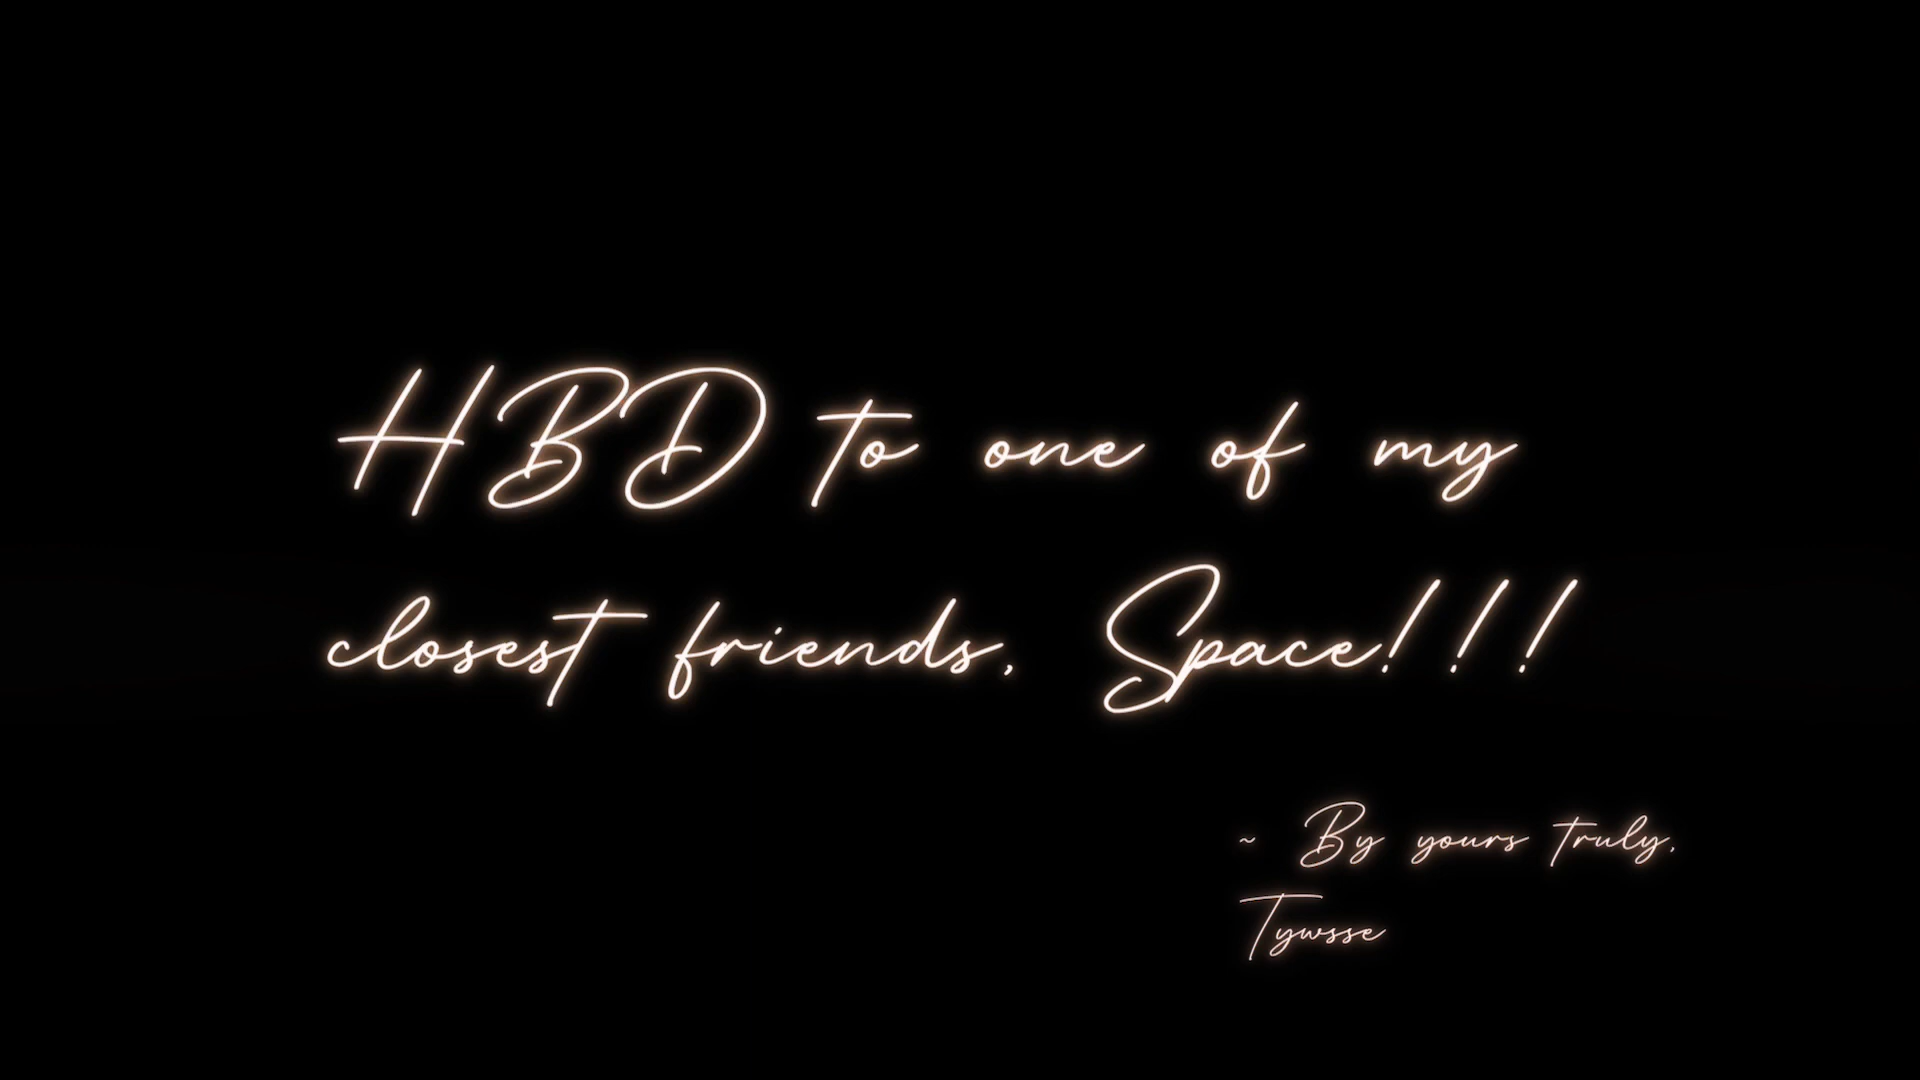 HBD to one of my
closest friends, Space!!!
~ By yours truly,
Tywsse